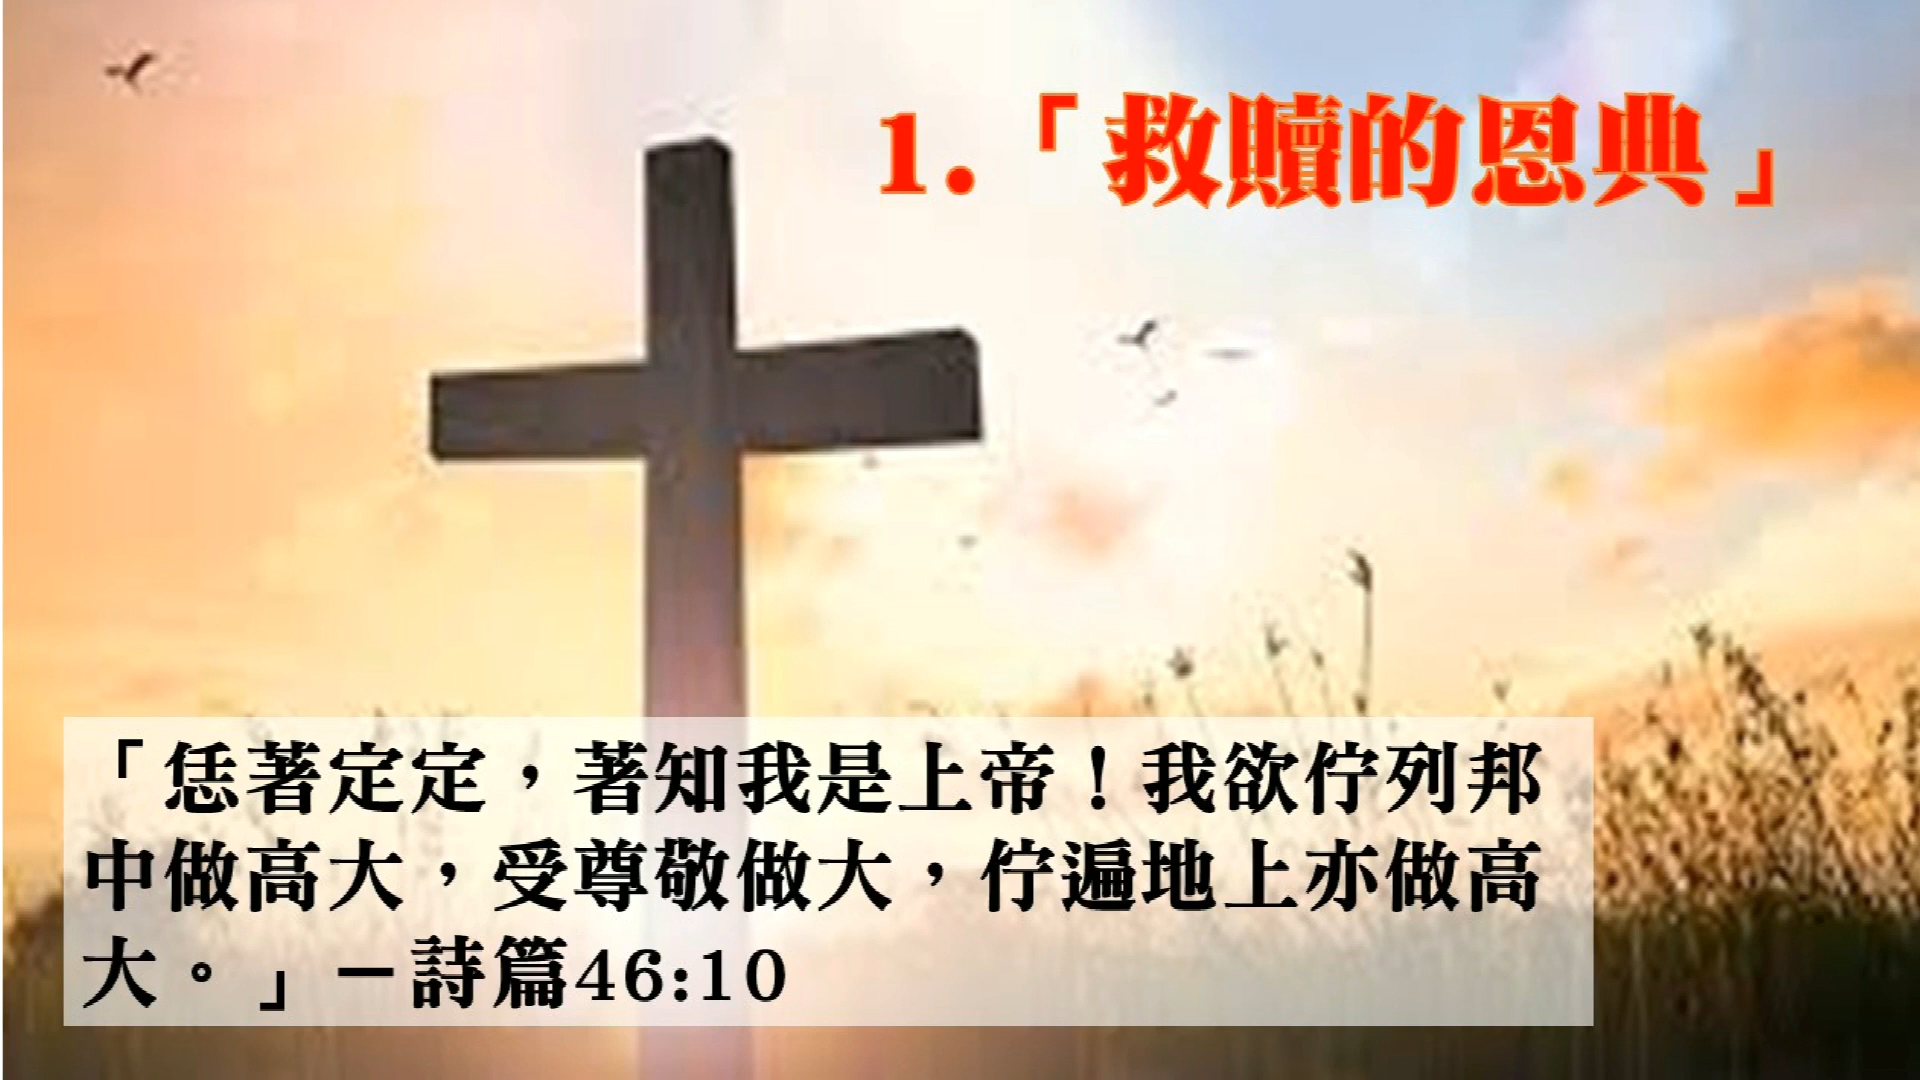 1.「救贖的恩典」
「恁著定定，著知我是上帝！我欲佇列邦
中做高大，受尊敬做大，佇遍地上亦做高
大。」－詩篇46:10